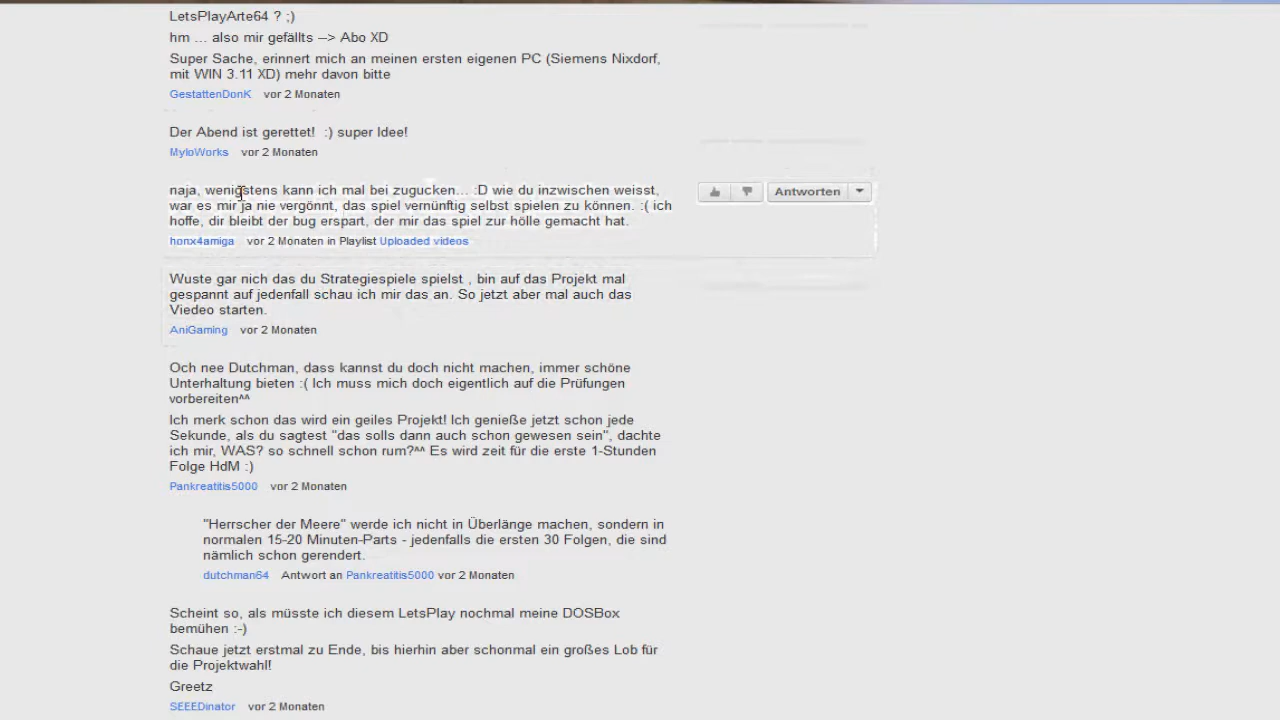 LetsPlayArte64 ? ;)
hm ... also mir gefällts --> Abo XD
Super Sache, erinnert mich an meinen ersten eigenen PC (Siemens Nixdorf,
mit WIN 3.11 XD) mehr davon bitte
GestattenDonK vor 2 Monaten
Der Abend ist gerettet! :) super Idee!
MyloWorks vor 2 Monaten
naja, wenigstens kann ich mal bei zugucken... :D wie du inzwischen weisst,
war es mir ja nie vergönnt, das spiel vernünftig selbst spielen zu können. :( ich
hoffe, dir bleibt der bug erspart, der mir das spiel zur hölle gemacht hat.
Antworten
honx4amiga vor 2 Monaten in Playlist Uploaded videos
Wuste gar nich das du Strategiespiele spielst , bin auf das Projekt mal
gespannt auf jedenfall schau ich mir das an. So jetzt aber mal auch das
Viedeo starten.
AniGaming vor 2 Monaten
Och nee Dutchman, dass kannst du doch nicht machen, immer schöne
Unterhaltung bieten :( Ich muss mich doch eigentlich auf die Prüfungen
vorbereiten^^
Ich merk schon das wird ein geiles Projekt! Ich genieße jetzt schon jede
Sekunde, als du sagtest "das solls dann auch schon gewesen sein", dachte
ich mir, WAS? so schnell schon rum?^^ Es wird zeit für die erste 1-Stunden
Folge HdM :)
Pankreatitis5000 vor 2 Monaten
"Herrscher der Meere" werde ich nicht in Überlänge machen, sondern in
normalen 15-20 Minuten-Parts - jedenfalls die ersten 30 Folgen, die sind
nämlich schon gerendert.
dutchman64 Antwort an Pankreatitis5000 vor 2 Monaten
Scheint so, als müsste ich diesem LetsPlay nochmal meine DOSBox
bemühen :-)
Schaue jetzt erstmal zu Ende, bis hierhin aber schonmal ein großes Lob für
die Projektwahl!
Greetz
SEEEDinator vor 2 Monaten